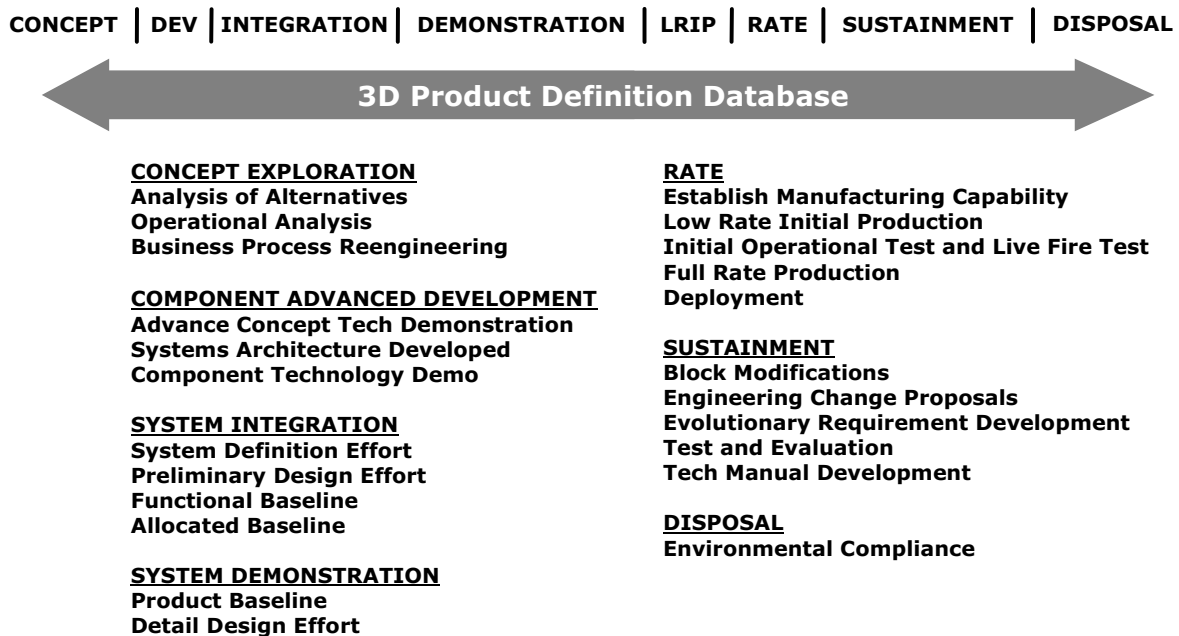 CONCEPT | DEV | INTEGRATION | DEMONSTRATION | LRIP | RATE | SUSTAINMENT | DISPOSAL
3D Product Definition Database
CONCEPT EXPLORATION
Analysis of Alternatives
Operational Analysis
Business Process Reengineering
COMPONENT ADVANCED DEVELOPMENT
Advance Concept Tech Demonstration
Systems Architecture Developed
Component Technology Demo
SYSTEM INTEGRATION
System Definition Effort
Preliminary Design Effort
Functional Baseline
Allocated Baseline
SYSTEM DEMONSTRATION
Product Baseline
Detail Design Effort
RATE
Establish Manufacturing Capability
Low Rate Initial Production
Initial Operational Test and Live Fire Test
Full Rate Production
Deployment
SUSTAINMENT
Block Modifications
Engineering Change Proposals
Evolutionary Requirement Development
Test and Evaluation
Tech Manual Development
DISPOSAL
Environmental Compliance